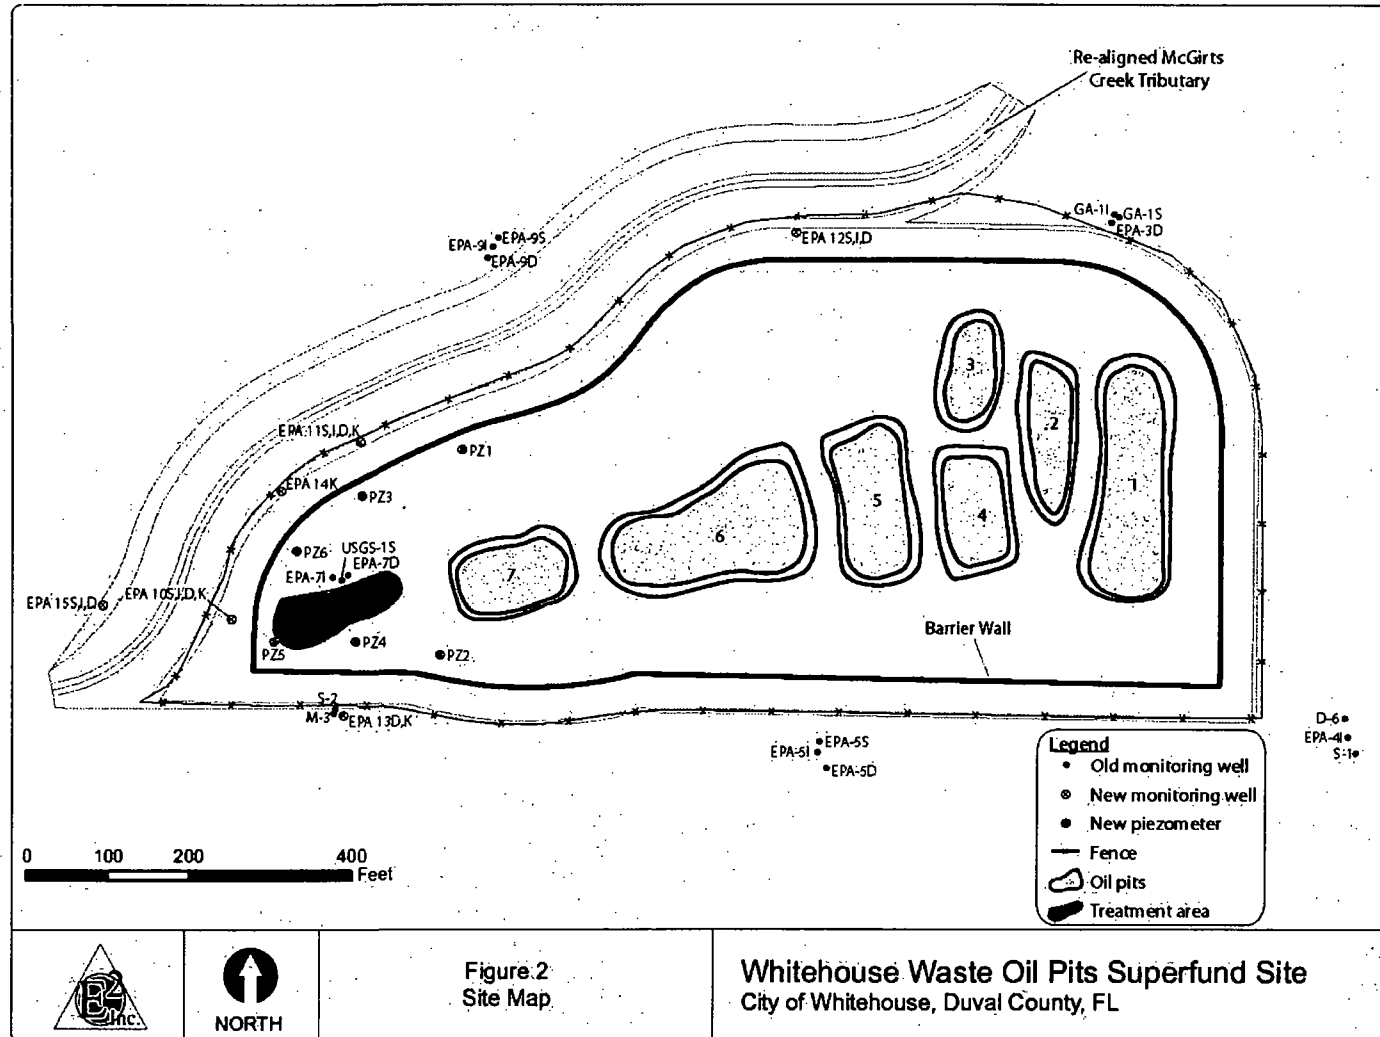 Re-aligned McGirts
Creek Tributary
GA-1I
GA-1S
EPA-3D
EPA-9S
EPA-9I
EPA-9D
EPA 12S,I,D
3
2
1
EPA 11S,I,D,K
PZ1
EPA 14K
PZ3
5
4
6
7
USGS-1S
PZ6
EPA-7D
EPA-7I
EPA 15S,I,D
EPA 10S,I,D,K
PZ5
PZ4
PZ2
Barrier Wall
S-2
M-3
EPA 13D,K
EPA-5S
EPA-5I
EPA-5D
D-6
EPA-4I
S-1
Legend
Old monitoring well
New monitoring well
New piezometer
Fence
Oil pits
Treatment area
0 100 200 400
Feet
E2
Inc.
NORTH
Figure 2
Site Map
Whitehouse Waste Oil Pits Superfund Site
City of Whitehouse, Duval County, FL